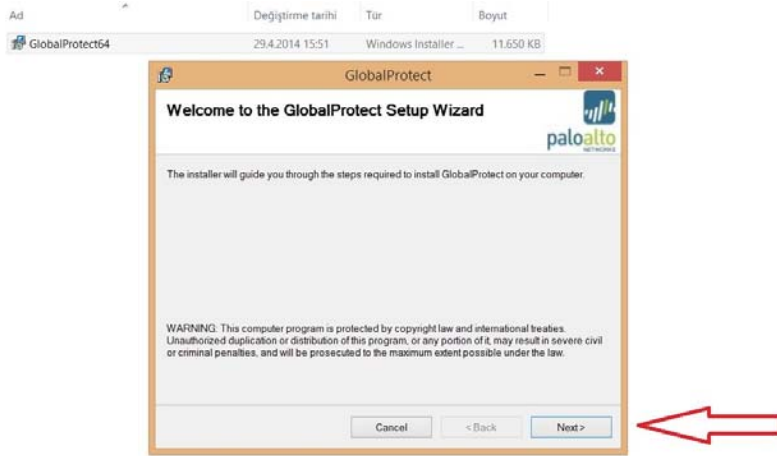 Ad Değiştirme tarihi Tür Boyut
GlobalProtect64 29.4.2014 15:51 Windows Installer ... 11.650 KB
GlobalProtect
Welcome to the GlobalProtect Setup Wizard
paloalto
NETWORKS
The installer will guide you through the steps required to install GlobalProtect on your computer.
WARNING: This computer program is protected by copyright law and international treaties.
Unauthorized duplication or distribution of this program, or any portion of it, may result in severe civil
or criminal penalties, and will be prosecuted to the maximum extent possible under the law.
Cancel < Back Next >